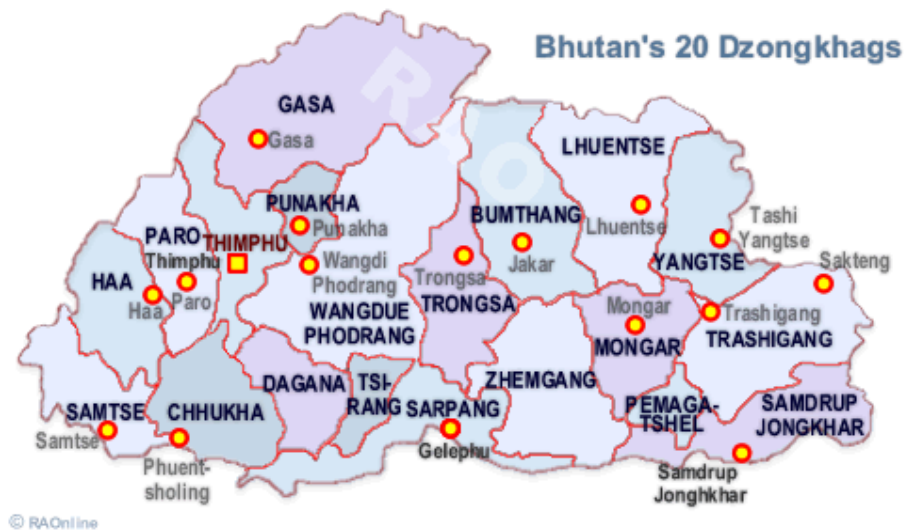 Bhutan's 20 Dzongkhags
RAO
GASA
Gasa
LHUENTSE
PUNAKHA
Punakha
BUMTHANG
Lhuentse
Tashi
Yangtse
PARO
THIMPHU
Thimphu
Wangdi
Phodrang
Trongsa
Jakar
YANGTSE
Sakteng
HAA
Haa
Paro
WANGDUE
PHODRANG
TRONGSA
Mongar
MONGAR
Trashigang
TRASHIGANG
DAGANA
TSI-
RANG
ZHEMGANG
SAMTSE
Samtse
CHHUKHA
SARPANG
Gelephu
PEMAGA-
TSHEL
SAMDRUP
JONGKHAR
Phuent-
sholing
Samdrup
Jonghkhar
© RAOnline